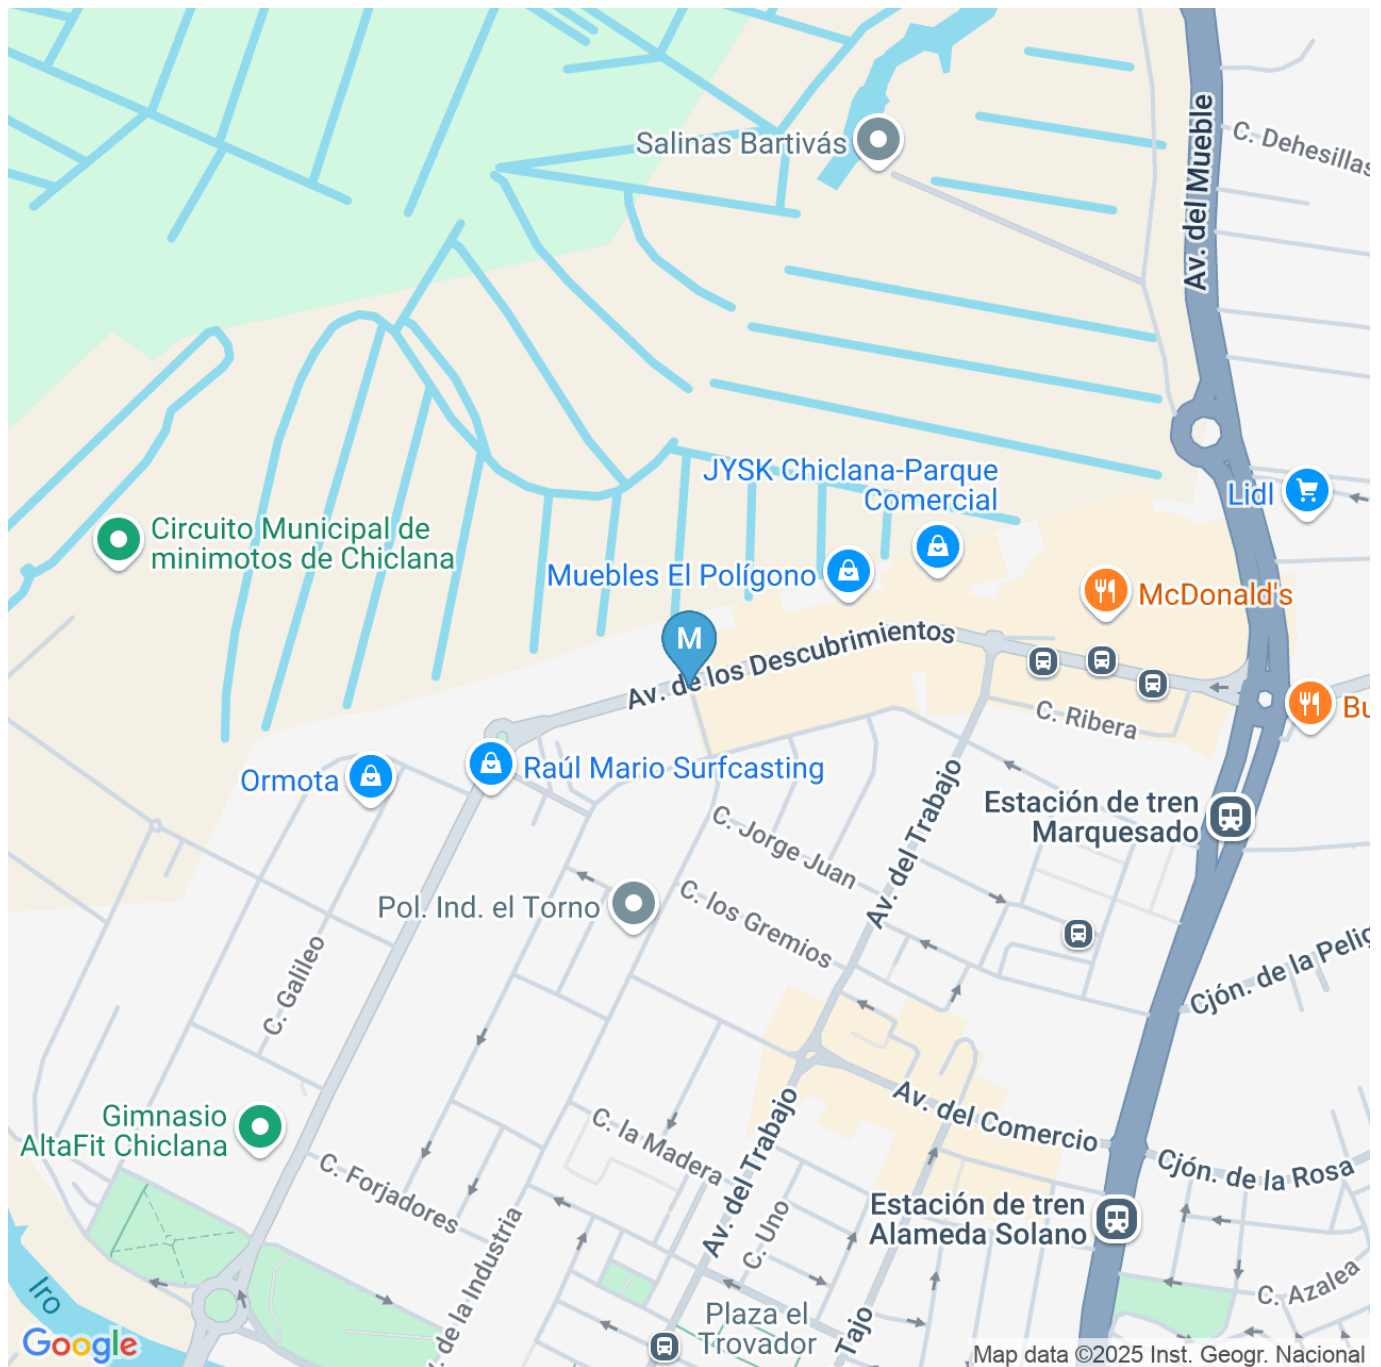 Av. del Mueble
C. Dehesillas
Salinas Bartivás
JYSK Chiclana-Parque
Comercial
Lidl
Circuito Municipal de
minimotos de Chiclana
Muebles El Polígono
McDonald's
M
Av. de los Descubrimientos
C. Ribera
Bu
Ormota
Raúl Mario Surfcasting
Estación de tren
Marquesado
C. Jorge Juan
Av. del Trabajo
Pol. Ind. el Torno
C. los Gremios
C. Galileo
Cjón. de la Pelig
Av. del Comercio
Gimnasio
AltaFit Chiclana
C. la Madera
Av. del Trabajo
Cjón. de la Rosa
C. Forjadores
Estación de tren
Alameda Solano
C. Uno
. de la Industria
Iro
C. Azalea
Plaza el
Trovador
Tajo
Google
Map data ©2025 Inst. Geogr. Nacional